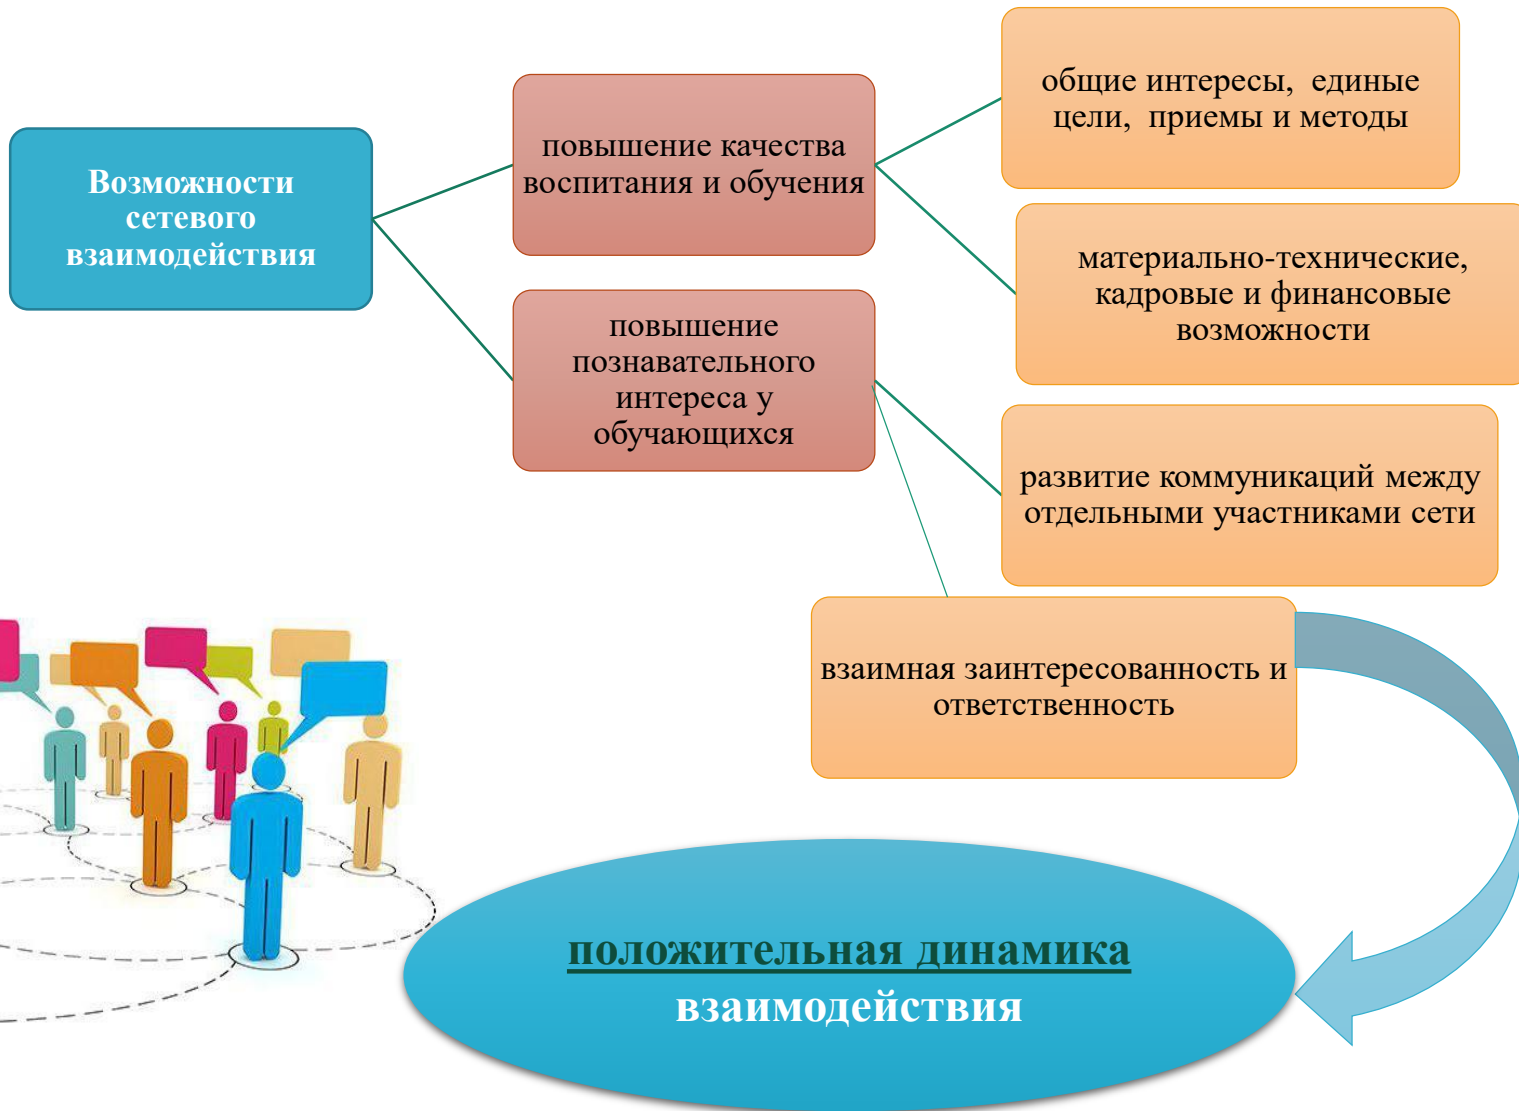 Возможности
сетевого
взаимодействия
повышение качества
воспитания и обучения
повышение
познавательного
интереса у
обучающихся
общие интересы, единые
цели, приемы и методы
материально-технические,
кадровые и финансовые
возможности
развитие коммуникаций между
отдельными участниками сети
взаимная заинтересованность и
ответственность
положительная динамика
взаимодействия